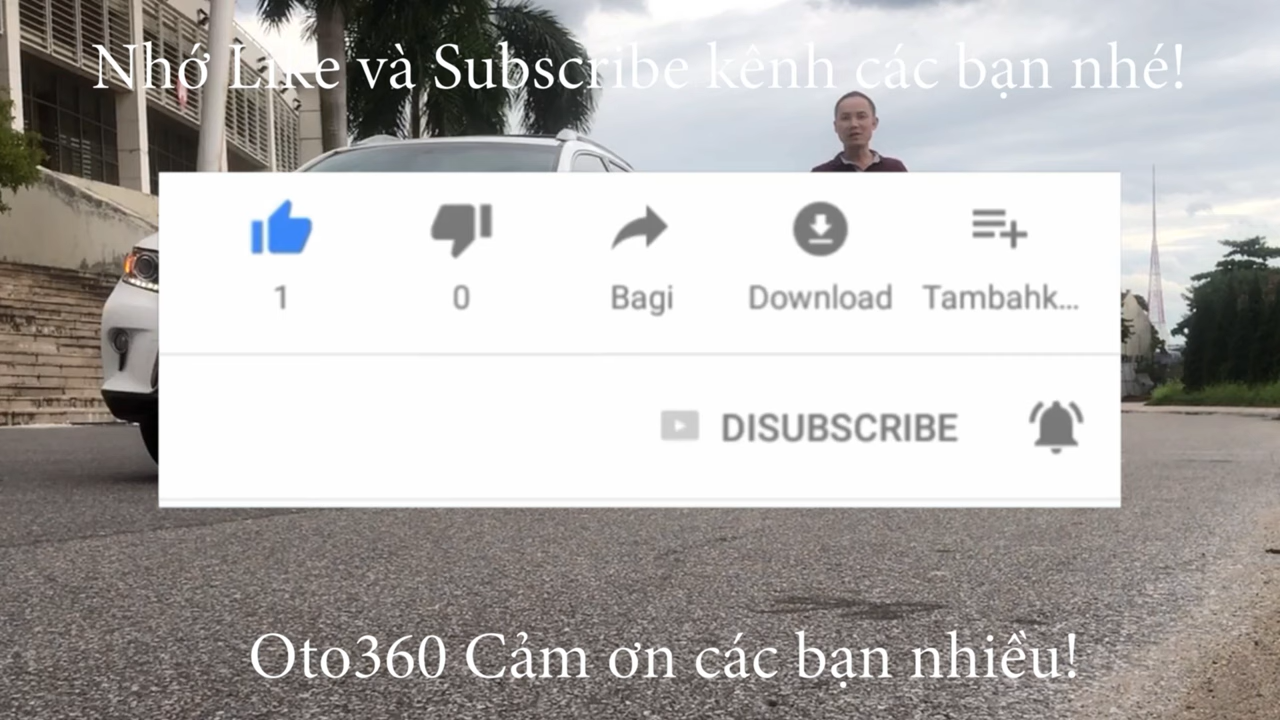 Nhớ Like và Subscribe kênh các bạn nhé!
1
0
Bagi
Download
Tambahk...
DISUBSCRIBE
Oto360 Cảm ơn các bạn nhiều!